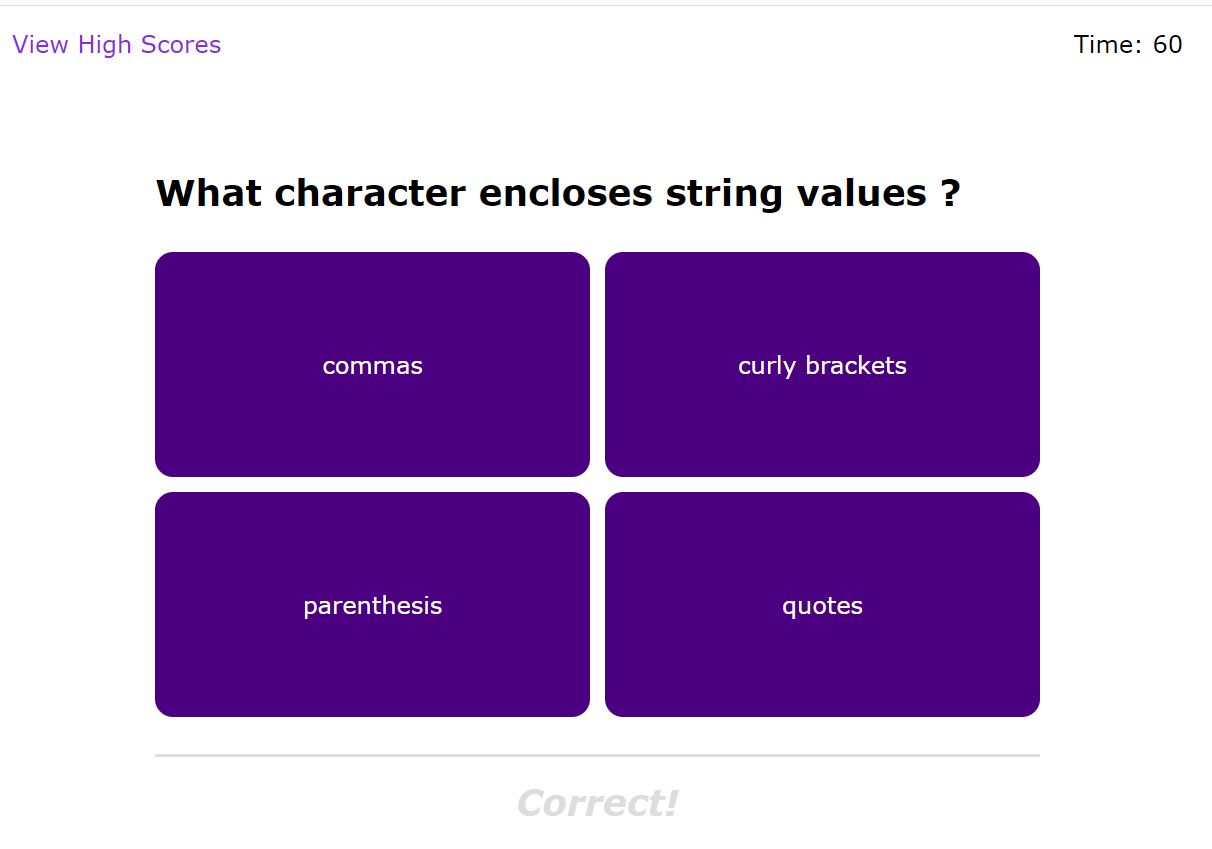 View High Scores
Time: 60
What character encloses string values ?
commas
curly brackets
parenthesis
quotes
Correct!